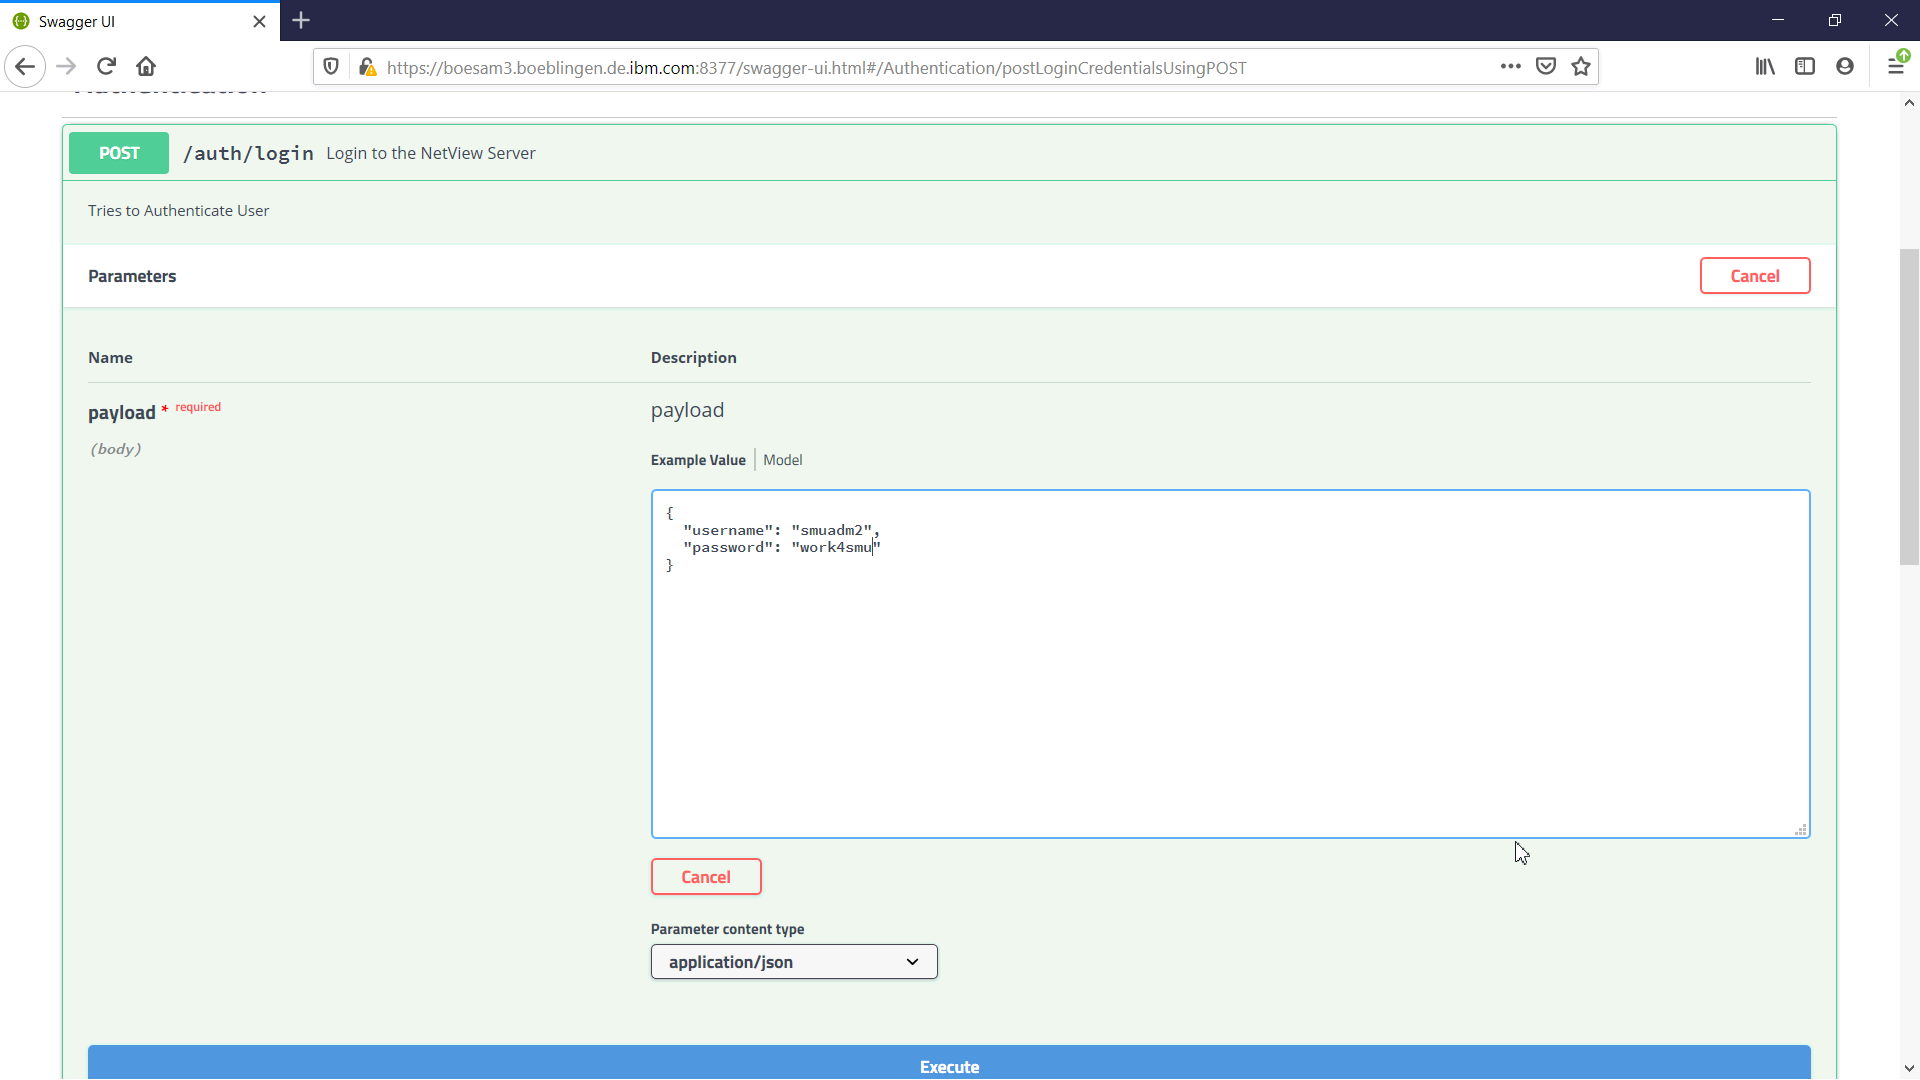 Swagger UI
https://boesam3.boeblingen.de.ibm.com:8377/swagger-ui.html#/Authentication/postLoginCredentialsUsingPOST
Authentication
POST /auth/login Login to the NetView Server
Tries to Authenticate User
Parameters Cancel
Name Description
payload * required payload
(body)
Example Value Model
{
"username": "smuadm2",
"password": "work4smu"
}
Cancel
Parameter content type
application/json
Execute